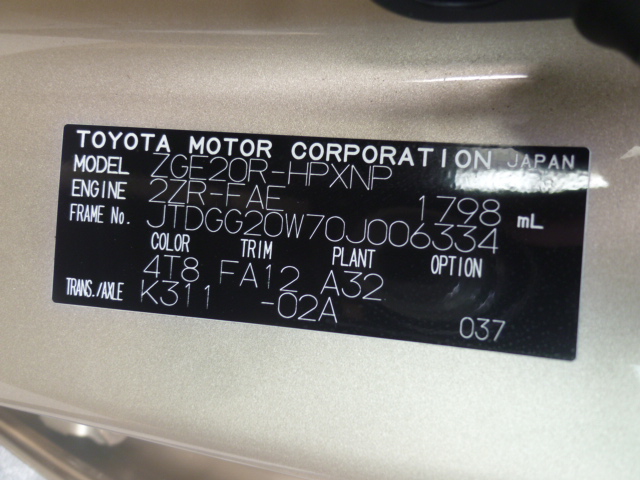 TOYOTA MOTOR CORPORATION JAPAN
MODEL ZGE20R-HPXNP
ENGINE 2ZR-FAE 1798 mL
FRAME No. JTDGG20W70J006334
COLOR TRIM PLANT OPTION
4T8 FA12 A32
TRANS./AXLE K311 -02A
037